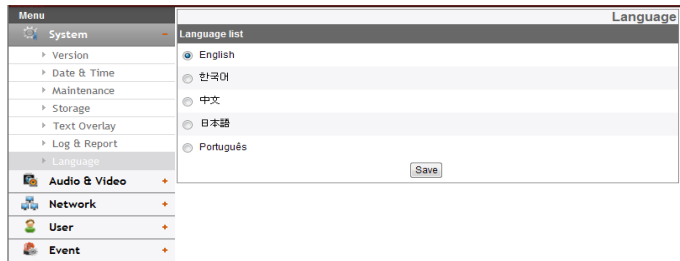 Menu
Language
System
Language list
Version
English
Date & Time
한국어
Maintenance
中文
Storage
Text Overlay
日本語
Log & Report
Português
Language
Save
Audio & Video
Network
User
Event